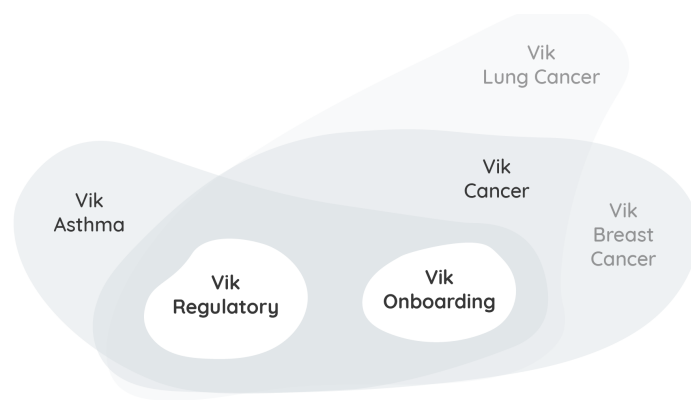 Vik
Lung Cancer
Vik
Cancer
Vik
Asthma
Vik
Breast
Cancer
Vik
Regulatory
Vik
Onboarding